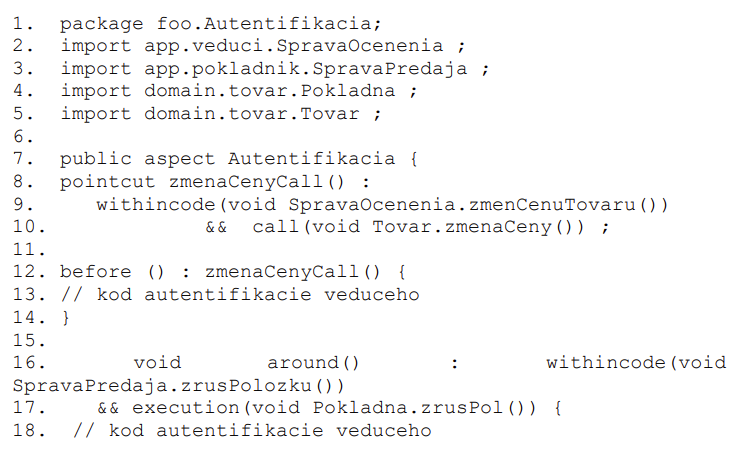 1. package foo.Autentifikacia;
2. import app.veduci.SpravaOcenenia ;
3. import app.pokladnik.SpravaPredaja ;
4. import domain.tovar.Pokladna ;
5. import domain.tovar.Tovar ;
6.
7. public aspect Autentifikacia {
8. pointcut zmenaCenyCall() :
9. withincode(void SpravaOcenenia.zmenCenuTovaru())
10. && call(void Tovar.zmenaCeny()) ;
11.
12. before () : zmenaCenyCall() {
13. // kod autentifikacie veduceho
14. }
15.
16. void around() : withincode(void
SpravaPredaja.zrusPolozku())
17. && execution(void Pokladna.zrusPol()) {
18. // kod autentifikacie veduceho